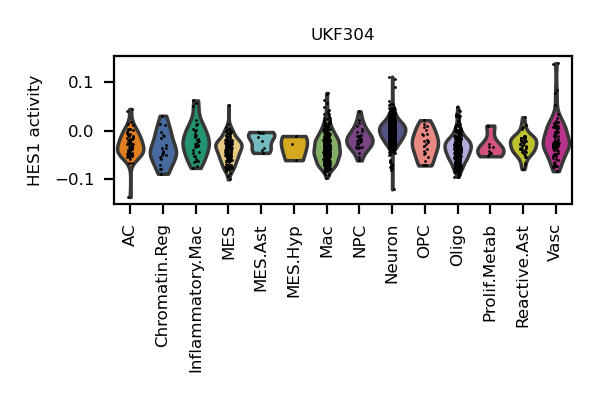 UKF304
HES1 activity
0.1
0.0
−0.1
AC
Chromatin.Reg
Inflammatory.Mac
MES
MES.Ast
MES.Hyp
Mac
NPC
Neuron
OPC
Oligo
Prolif.Metab
Reactive.Ast
Vasc